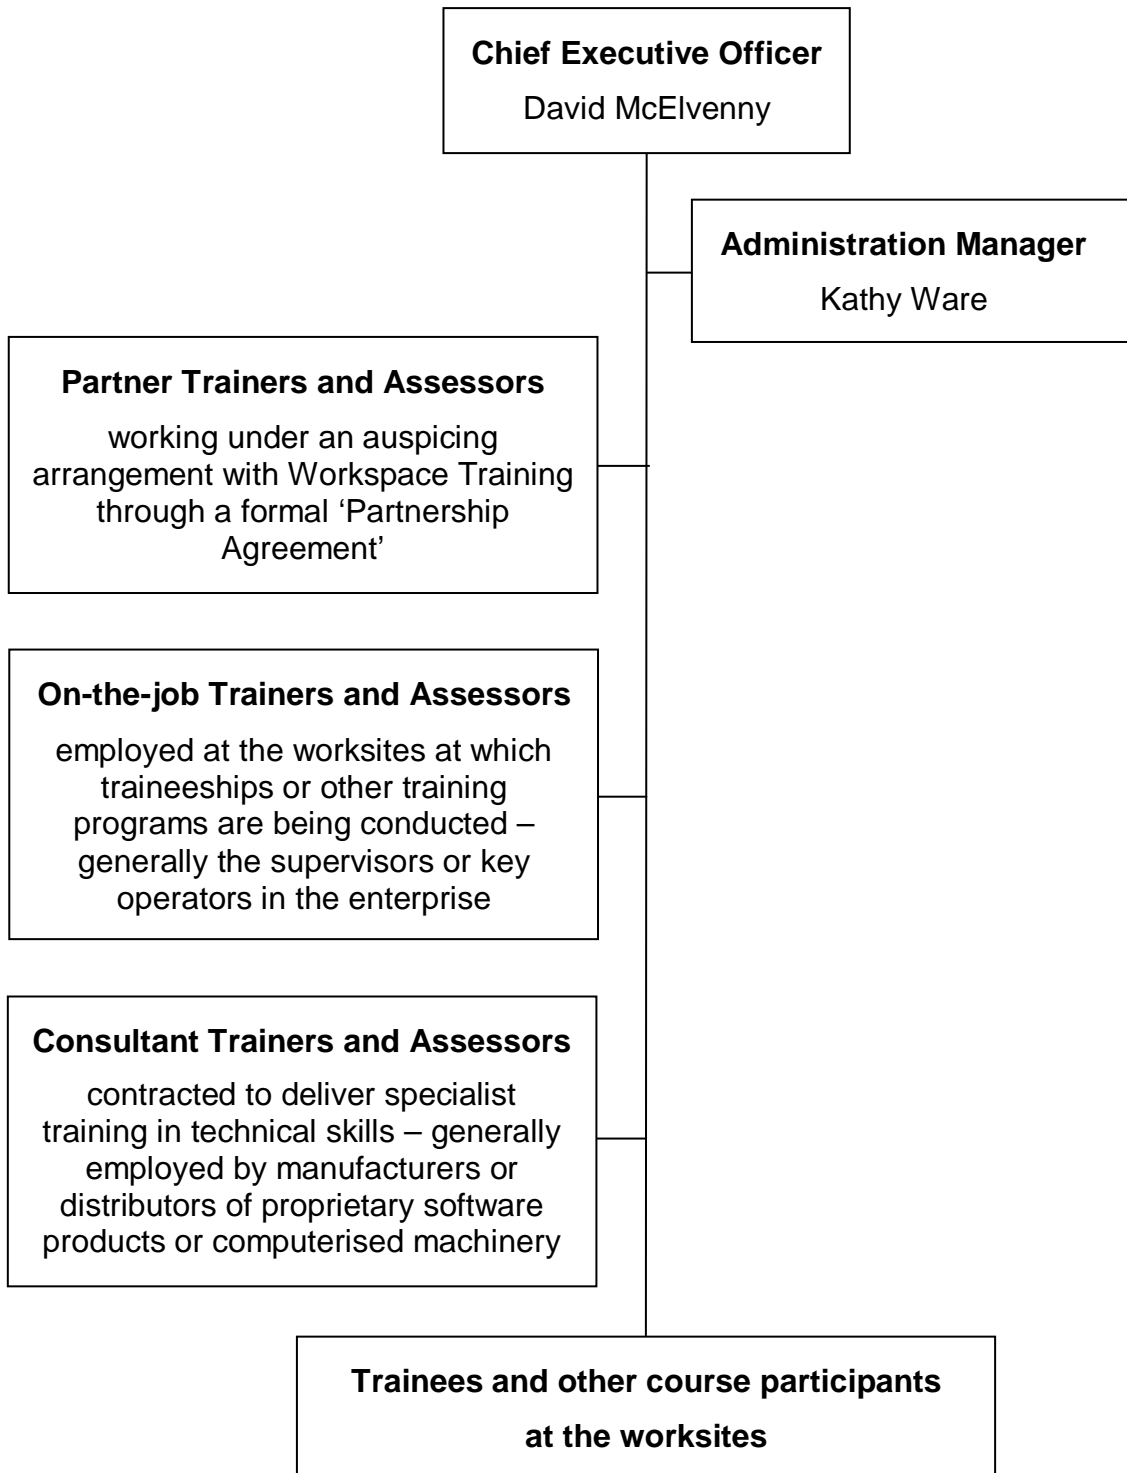 Chief Executive Officer
David McElvenny
Administration Manager
Kathy Ware
Partner Trainers and Assessors
working under an auspicing
arrangement with Workspace Training
through a formal ‘Partnership
Agreement’
On-the-job Trainers and Assessors
employed at the worksites at which
traineeships or other training
programs are being conducted –
generally the supervisors or key
operators in the enterprise
Consultant Trainers and Assessors
contracted to deliver specialist
training in technical skills – generally
employed by manufacturers or
distributors of proprietary software
products or computerised machinery
Trainees and other course participants
at the worksites